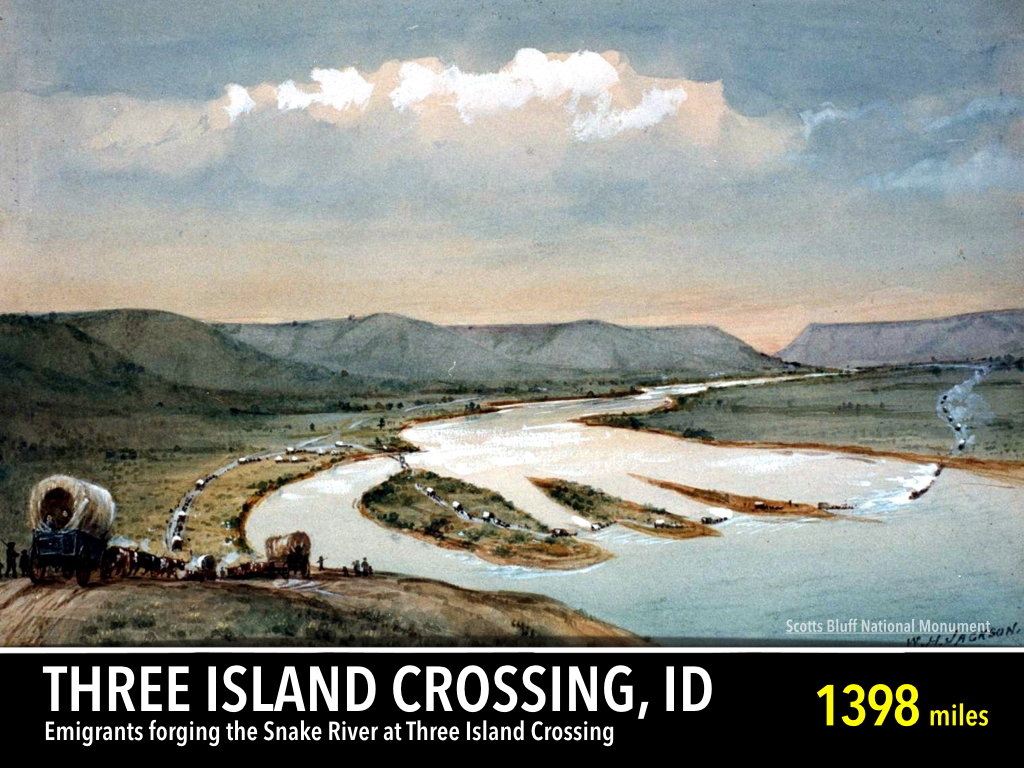 Scotts Bluff National Monument
W. H. JACKSON.
THREE ISLAND CROSSING, ID
1398 miles
Emigrants forging the Snake River at Three Island Crossing